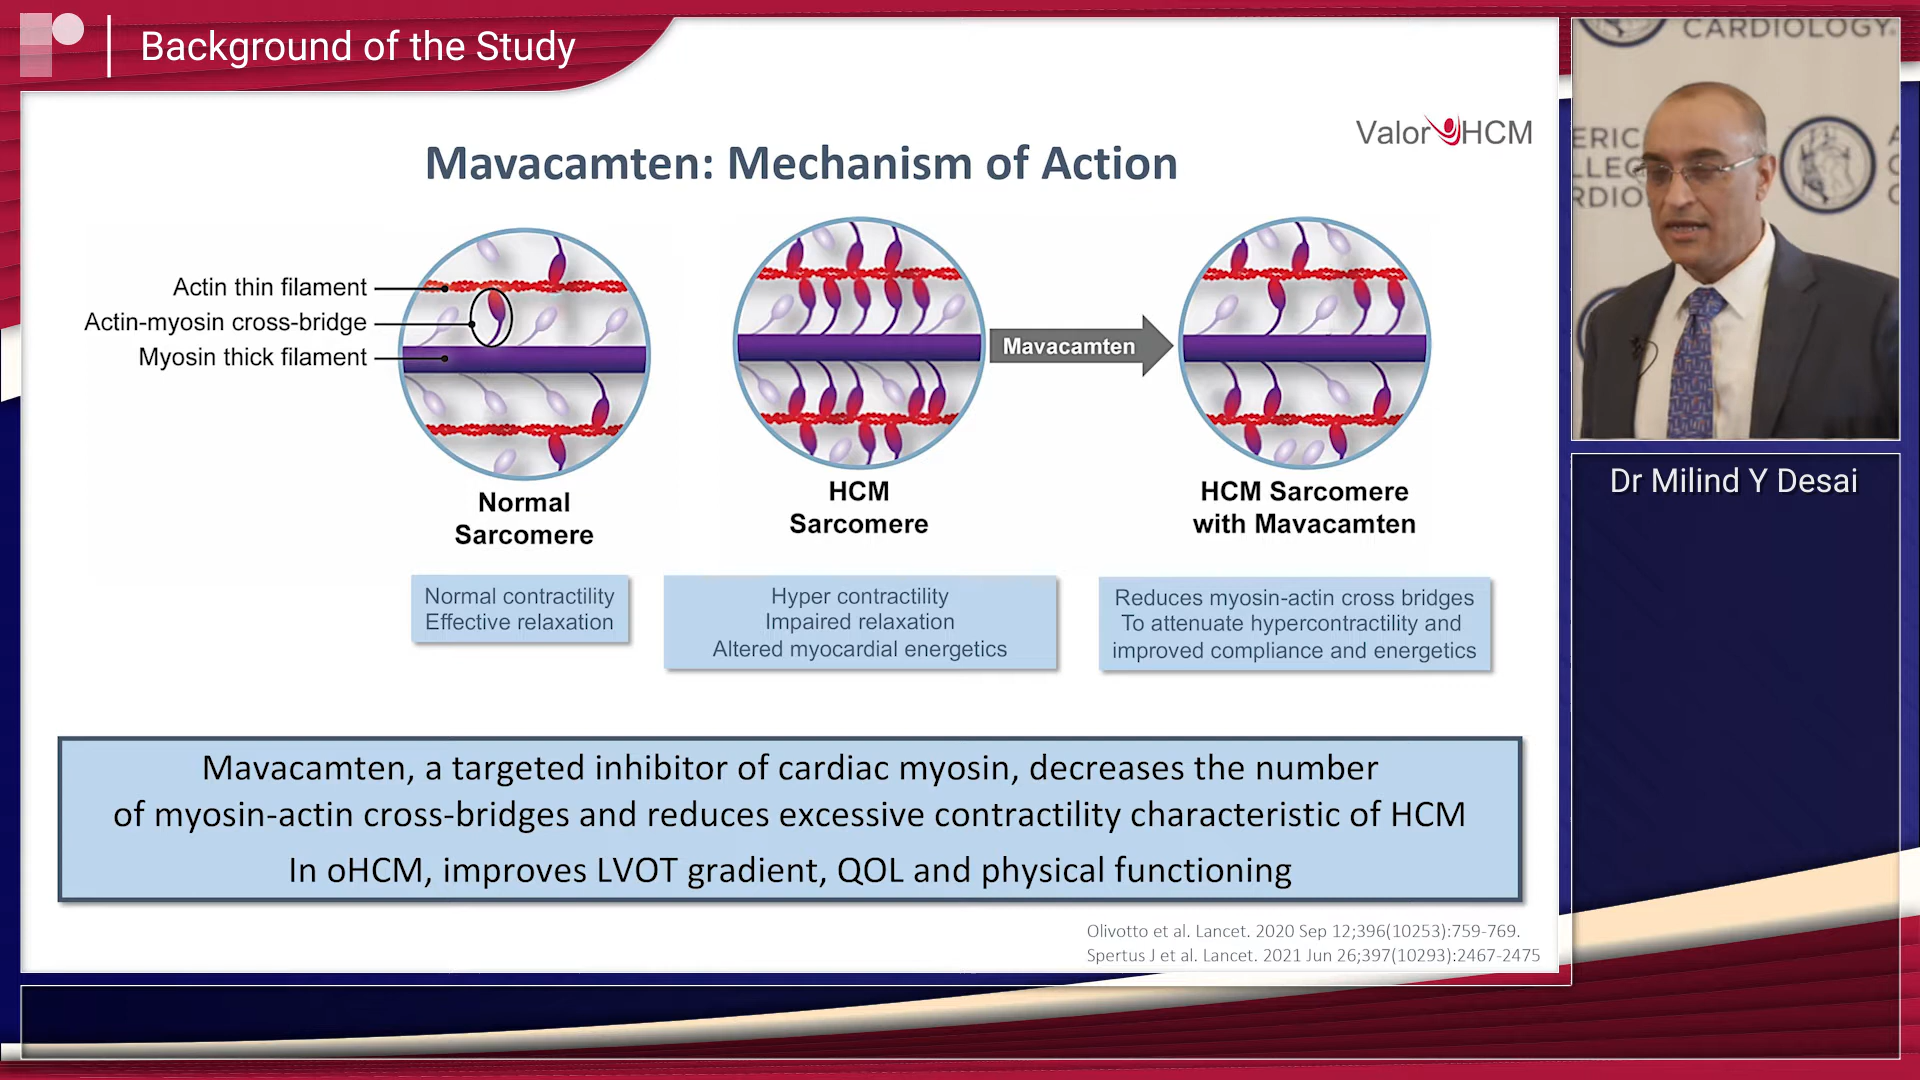 Background of the Study
Valor HCM
Mavacamten: Mechanism of Action
Actin thin filament
Actin-myosin cross-bridge
Myosin thick filament
Mavacamten
Normal
Sarcomere
HCM
Sarcomere
HCM Sarcomere
with Mavacamten
Normal contractility
Effective relaxation
Hyper contractility
Impaired relaxation
Altered myocardial energetics
Reduces myosin-actin cross bridges
To attenuate hypercontractility and
improved compliance and energetics
Mavacamten, a targeted inhibitor of cardiac myosin, decreases the number
of myosin-actin cross-bridges and reduces excessive contractility characteristic of HCM
In oHCM, improves LVOT gradient, QOL and physical functioning
Olivotto et al. Lancet. 2020 Sep 12;396(10253):759-769.
Spertus J et al. Lancet. 2021 Jun 26;397(10293):2467-2475
CARDIOLOGY
ERIC
LLEG
RDIO
Dr Milind Y Desai